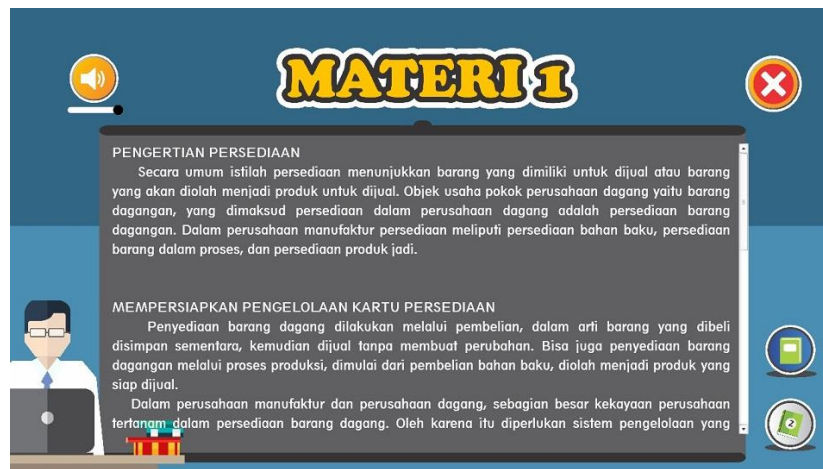 MATERI 1
PENGERTIAN PERSEDIAAN
Secara umum istilah persediaan menunjukkan barang yang dimiliki untuk dijual atau barang
yang akan diolah menjadi produk untuk dijual. Objek usaha pokok perusahaan dagang yaitu barang
dagangan, yang dimaksud persediaan dalam perusahaan dagang adalah persediaan barang
dagangan. Dalam perusahaan manufaktur persediaan meliputi persediaan bahan baku, persediaan
barang dalam proses, dan persediaan produk jadi.
MEMPERSIAPKAN PENGELOLAAN KARTU PERSEDIAAN
Penyediaan barang dagang dilakukan melalui pembelian, dalam arti barang yang dibeli
disimpan sementara, kemudian dijual tanpa membuat perubahan. Bisa juga penyediaan barang
dagangan melalui proses produksi, dimulai dari pembelian bahan baku, diolah menjadi produk yang
siap dijual.
Dalam perusahaan manufaktur dan perusahaan dagang, sebagian besar kekayaan perusahaan
tertanam dalam persediaan barang dagang. Oleh karena itu diperlukan sistem pengelolaan yang
2